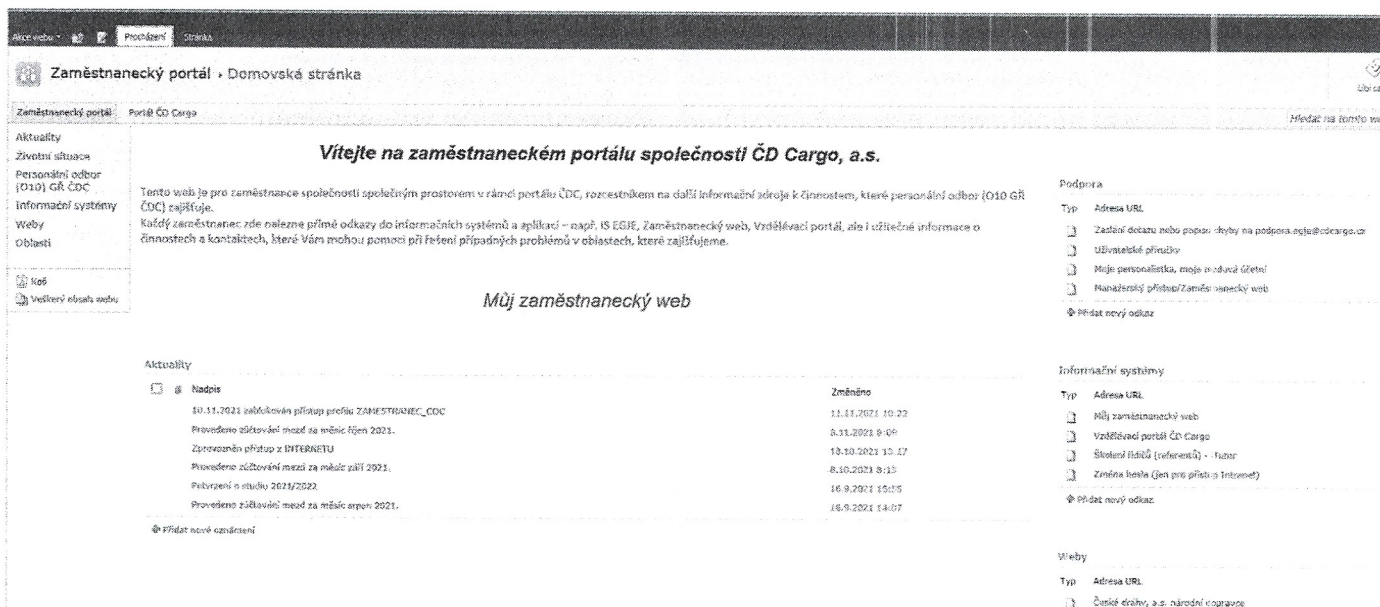 Akce webu
Procházení
Stránka
Zaměstnanecký portál › Domovská stránka
Líbí se
Zaměstnanecký portál
Portál ČD Cargo
Hledat na tomto we
Aktuality
Životní situace
Personální odbor
(O10) GŘ ČDC
Informační systémy
Weby
Oblasti
Koš
Veškerý obsah webu
Vítejte na zaměstnaneckém portálu společnosti ČD Cargo, a.s.
Tento web je pro zaměstnance společnosti společným prostorem v rámci portálu ČDC, rozcestníkem na další informační zdroje k činnostem, které personální odbor (O10 GŘ
ČDC) zajišťuje.
Každý zaměstnanec zde nalezne přímé odkazy do informačních systémů a aplikací – např. IS EGJE, Zaměstnanecký web, Vzdělávací portál, ale i užitečné informace o
činnostech a kontaktech, které Vám mohou pomoci při řešení případných problémů v oblastech, které zajišťujeme.
Můj zaměstnanecký web
Aktuality
Nadpis Změněno
10.11.2021 zablokován přístup profilu ZAMESTNANEC_CDC 11.11.2021 10:22
Provedeno zúčtování mezd za měsíc říjen 2021. 8.11.2021 9:09
Zprovozněn přístup z INTERNETU 18.10.2021
Provedeno zúčtování mezd za měsíc září 2021. 8.10.2021 8:13
Potvrzení o studiu 2021/2022 16.9.2021
Provedeno zúčtování mezd za měsíc srpen 2021. 16.9.2021 14:07
Přidat nové oznámení
Podpora
Typ Adresa URL
Zaslání dotazu nebo popisu chyby na podpora.egje@cdcargo.cz
Uživatelské příručky
Moje personalistka, moje mzdová účetní
Manažerský přístup/Zaměstnanecký web
Přidat nový odkaz
Informační systémy
Typ Adresa URL
Můj zaměstnanecký web
Vzdělávací portál ČD Cargo
Školení řidičů (referentů) - Tutor
Změna hesla (jen pro přístup z Intranet)
Přidat nový odkaz
Weby
Typ Adresa URL
České dráhy, a.s. národní dopravce